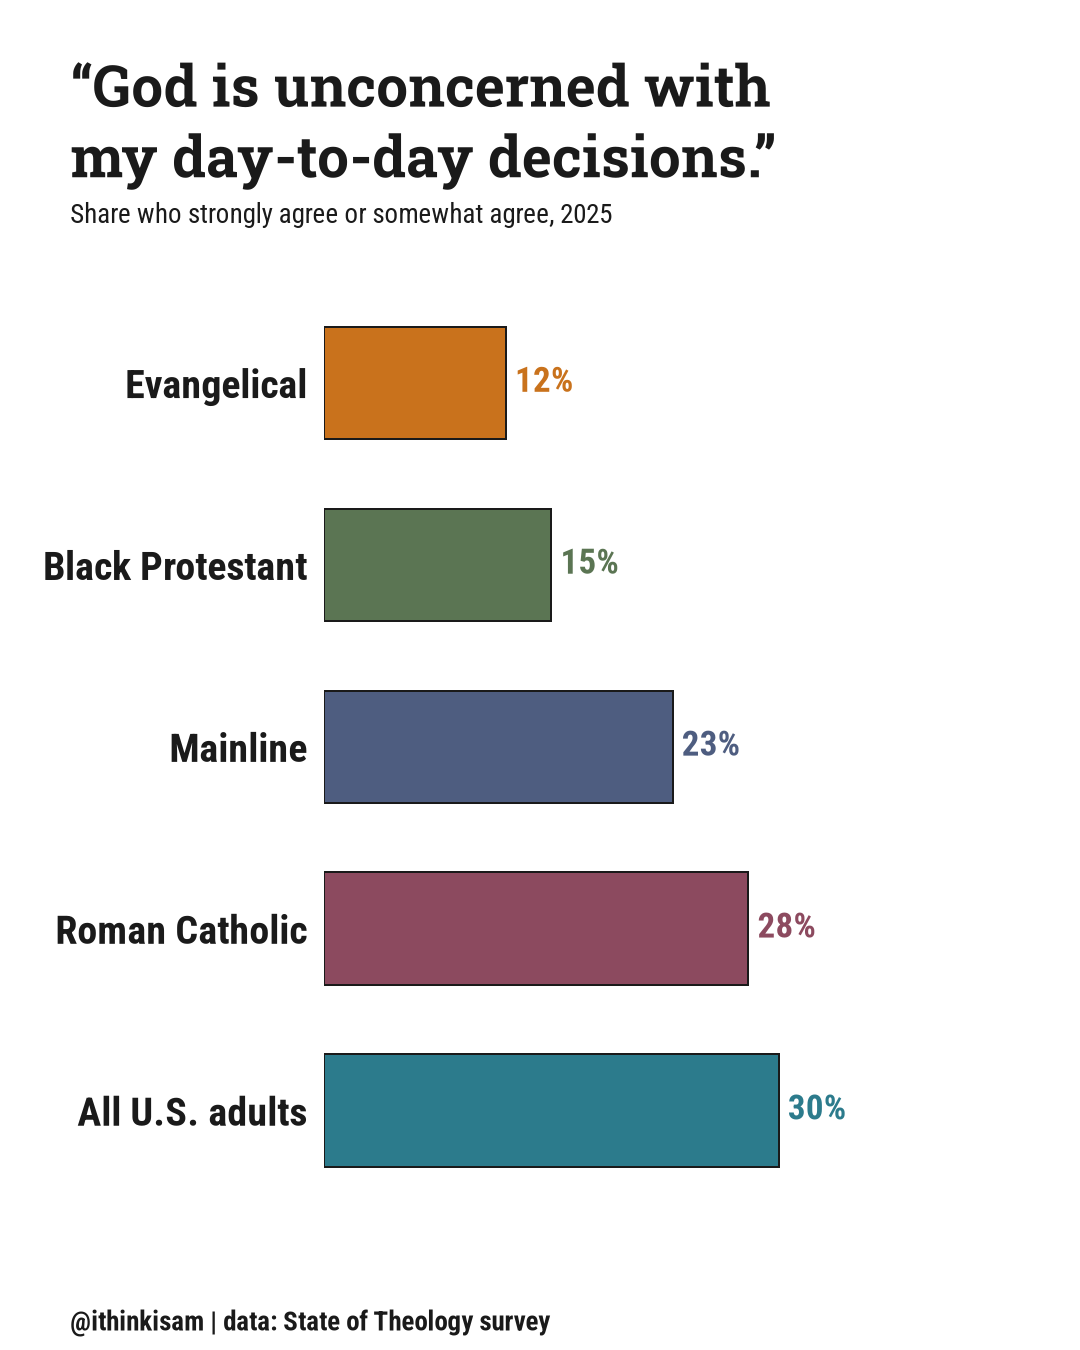 “God is unconcerned with
my day-to-day decisions.”
Share who strongly agree or somewhat agree, 2025
Evangelical 12%
Black Protestant 15%
Mainline 23%
Roman Catholic 28%
All U.S. adults 30%
@ithinkisam | data: State of Theology survey